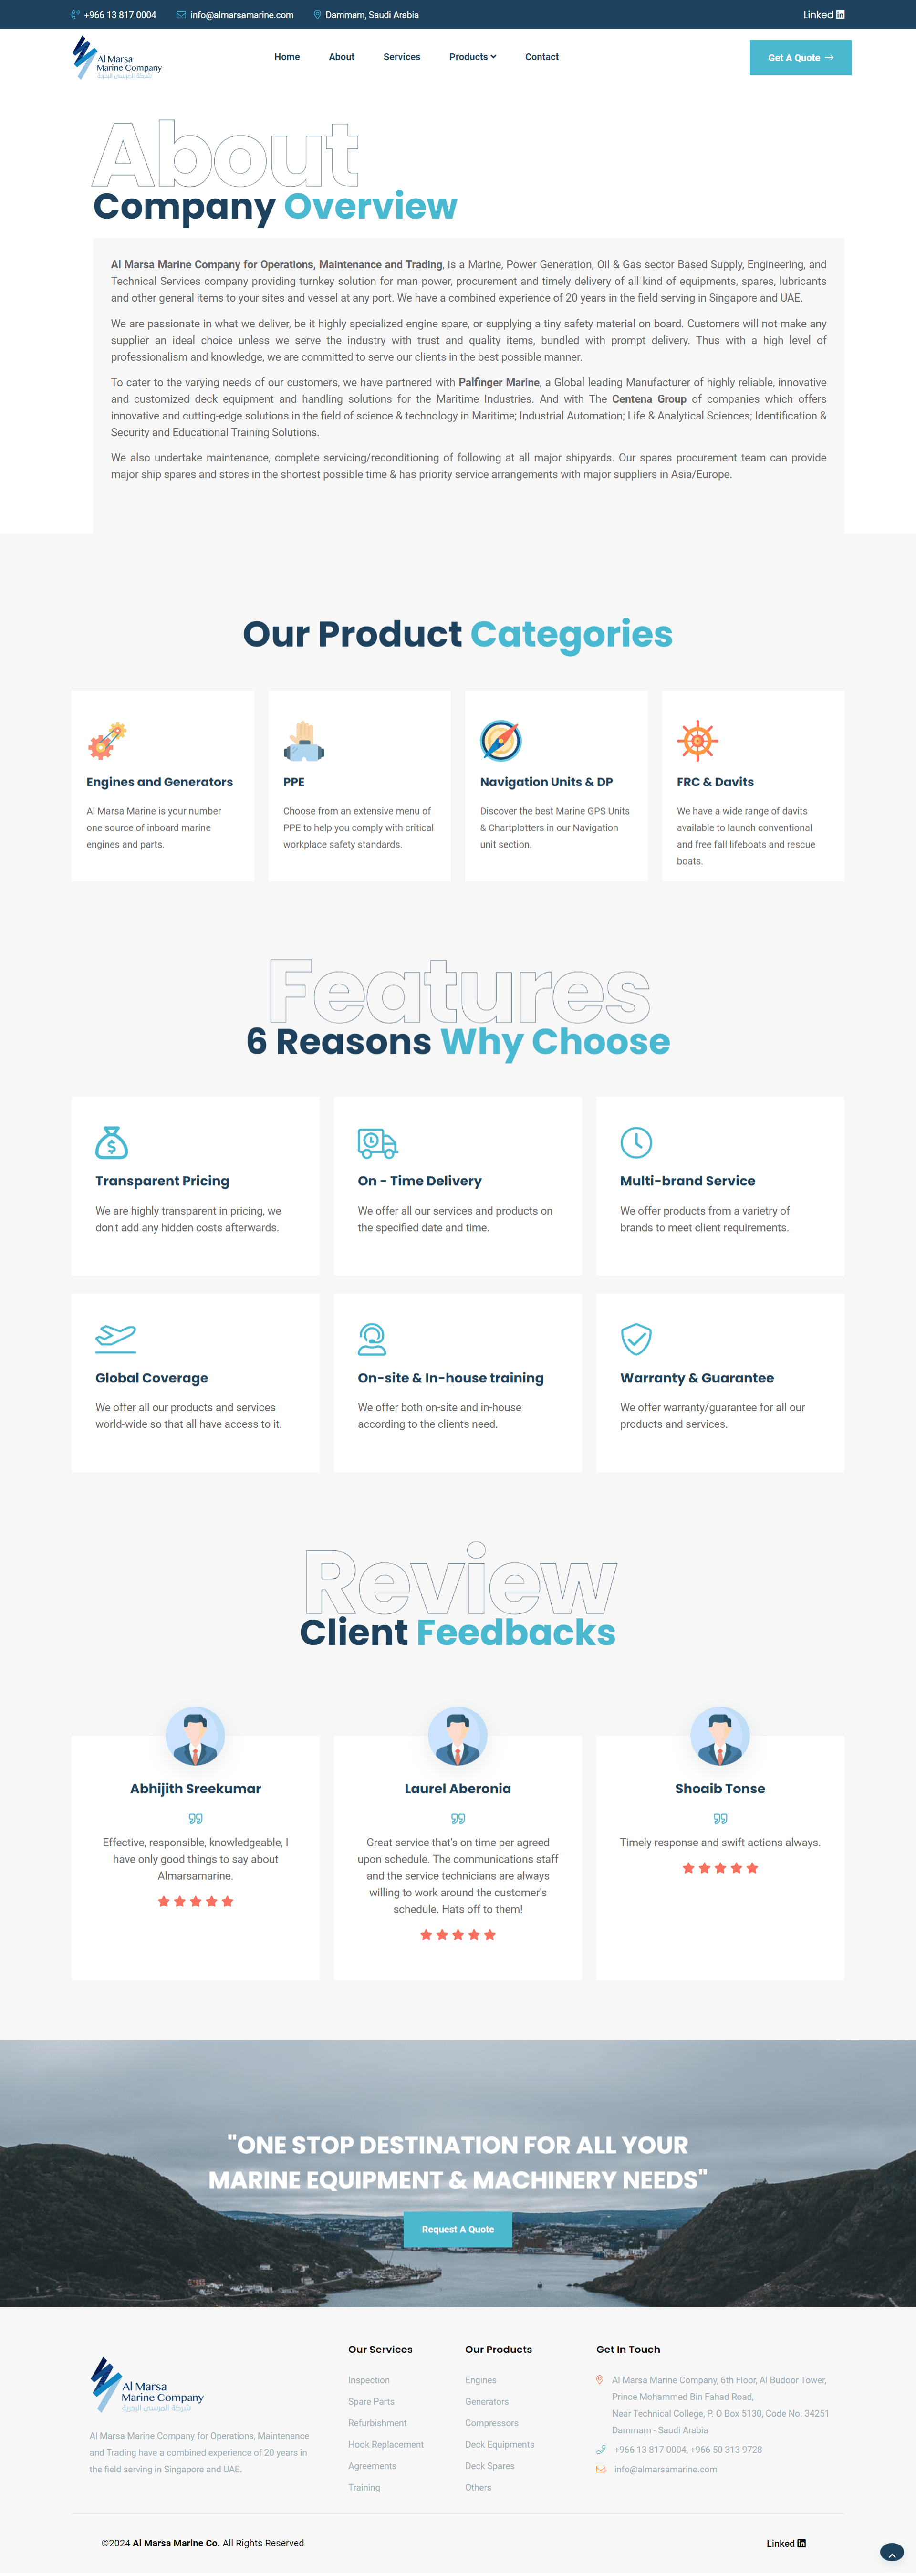 +966 13 817 0004 info@almarsamarine.com Dammam, Saudi Arabia Linked
Al Marsa
Marine Company
شركة المرسى البحرية
Home About Services Products Contact
Get A Quote
About
Company Overview
Al Marsa Marine Company for Operations, Maintenance and Trading, is a Marine, Power Generation, Oil & Gas sector Based Supply, Engineering, and
Technical Services company providing turnkey solution for man power, procurement and timely delivery of all kind of equipments, spares, lubricants
and other general items to your sites and vessel at any port. We have a combined experience of 20 years in the field serving in Singapore and UAE.
We are passionate in what we deliver, be it highly specialized engine spare, or supplying a tiny safety material on board. Customers will not make any
supplier an ideal choice unless we serve the industry with trust and quality items, bundled with prompt delivery. Thus with a high level of
professionalism and knowledge, we are committed to serve our clients in the best possible manner.
To cater to the varying needs of our customers, we have partnered with Palfinger Marine, a Global leading Manufacturer of highly reliable, innovative
and customized deck equipment and handling solutions for the Maritime Industries. And with The Centena Group of companies which offers
innovative and cutting-edge solutions in the field of science & technology in Maritime; Industrial Automation; Life & Analytical Sciences; Identification &
Security and Educational Training Solutions.
We also undertake maintenance, complete servicing/reconditioning of following at all major shipyards. Our spares procurement team can provide
major ship spares and stores in the shortest possible time & has priority service arrangements with major suppliers in Asia/Europe.
Our Product Categories
Engines and Generators
Al Marsa Marine is your number
one source of inboard marine
engines and parts.
PPE
Choose from an extensive menu of
PPE to help you comply with critical
workplace safety standards.
Navigation Units & DP
Discover the best Marine GPS Units
& Chartplotters in our Navigation
unit section.
FRC & Davits
We have a wide range of davits
available to launch conventional
and free fall lifeboats and rescue
boats.
Features
6 Reasons Why Choose
Transparent Pricing
We are highly transparent in pricing, we
don't add any hidden costs afterwards.
On - Time Delivery
We offer all our services and products on
the specified date and time.
Multi-brand Service
We offer products from a varietry of
brands to meet client requirements.
Global Coverage
We offer all our products and services
world-wide so that all have access to it.
On-site & In-house training
We offer both on-site and in-house
according to the clients need.
Warranty & Guarantee
We offer warranty/guarantee for all our
products and services.
Review
Client Feedbacks
Abhijith Sreekumar
Effective, responsible, knowledgeable, I
have only good things to say about
Almarsamarine.
Laurel Aberonia
Great service that's on time per agreed
upon schedule. The communications staff
and the service technicians are always
willing to work around the customer's
schedule. Hats off to them!
Shoaib Tonse
Timely response and swift actions always.
"ONE STOP DESTINATION FOR ALL YOUR
MARINE EQUIPMENT & MACHINERY NEEDS"
Request A Quote
Al Marsa
Marine Company
شركة المرسى البحرية
Al Marsa Marine Company for Operations, Maintenance
and Trading have a combined experience of 20 years in
the field serving in Singapore and UAE.
Our Services
Inspection
Spare Parts
Refurbishment
Hook Replacement
Agreements
Training
Our Products
Engines
Generators
Compressors
Deck Equipments
Deck Spares
Others
Get In Touch
Al Marsa Marine Company, 6th Floor, Al Budoor Tower,
Prince Mohammed Bin Fahad Road,
Near Technical College, P. O Box 5130, Code No. 34251
Dammam - Saudi Arabia
+966 13 817 0004, +966 50 313 9728
info@almarsamarine.com
©2024 Al Marsa Marine Co. All Rights Reserved
Linked